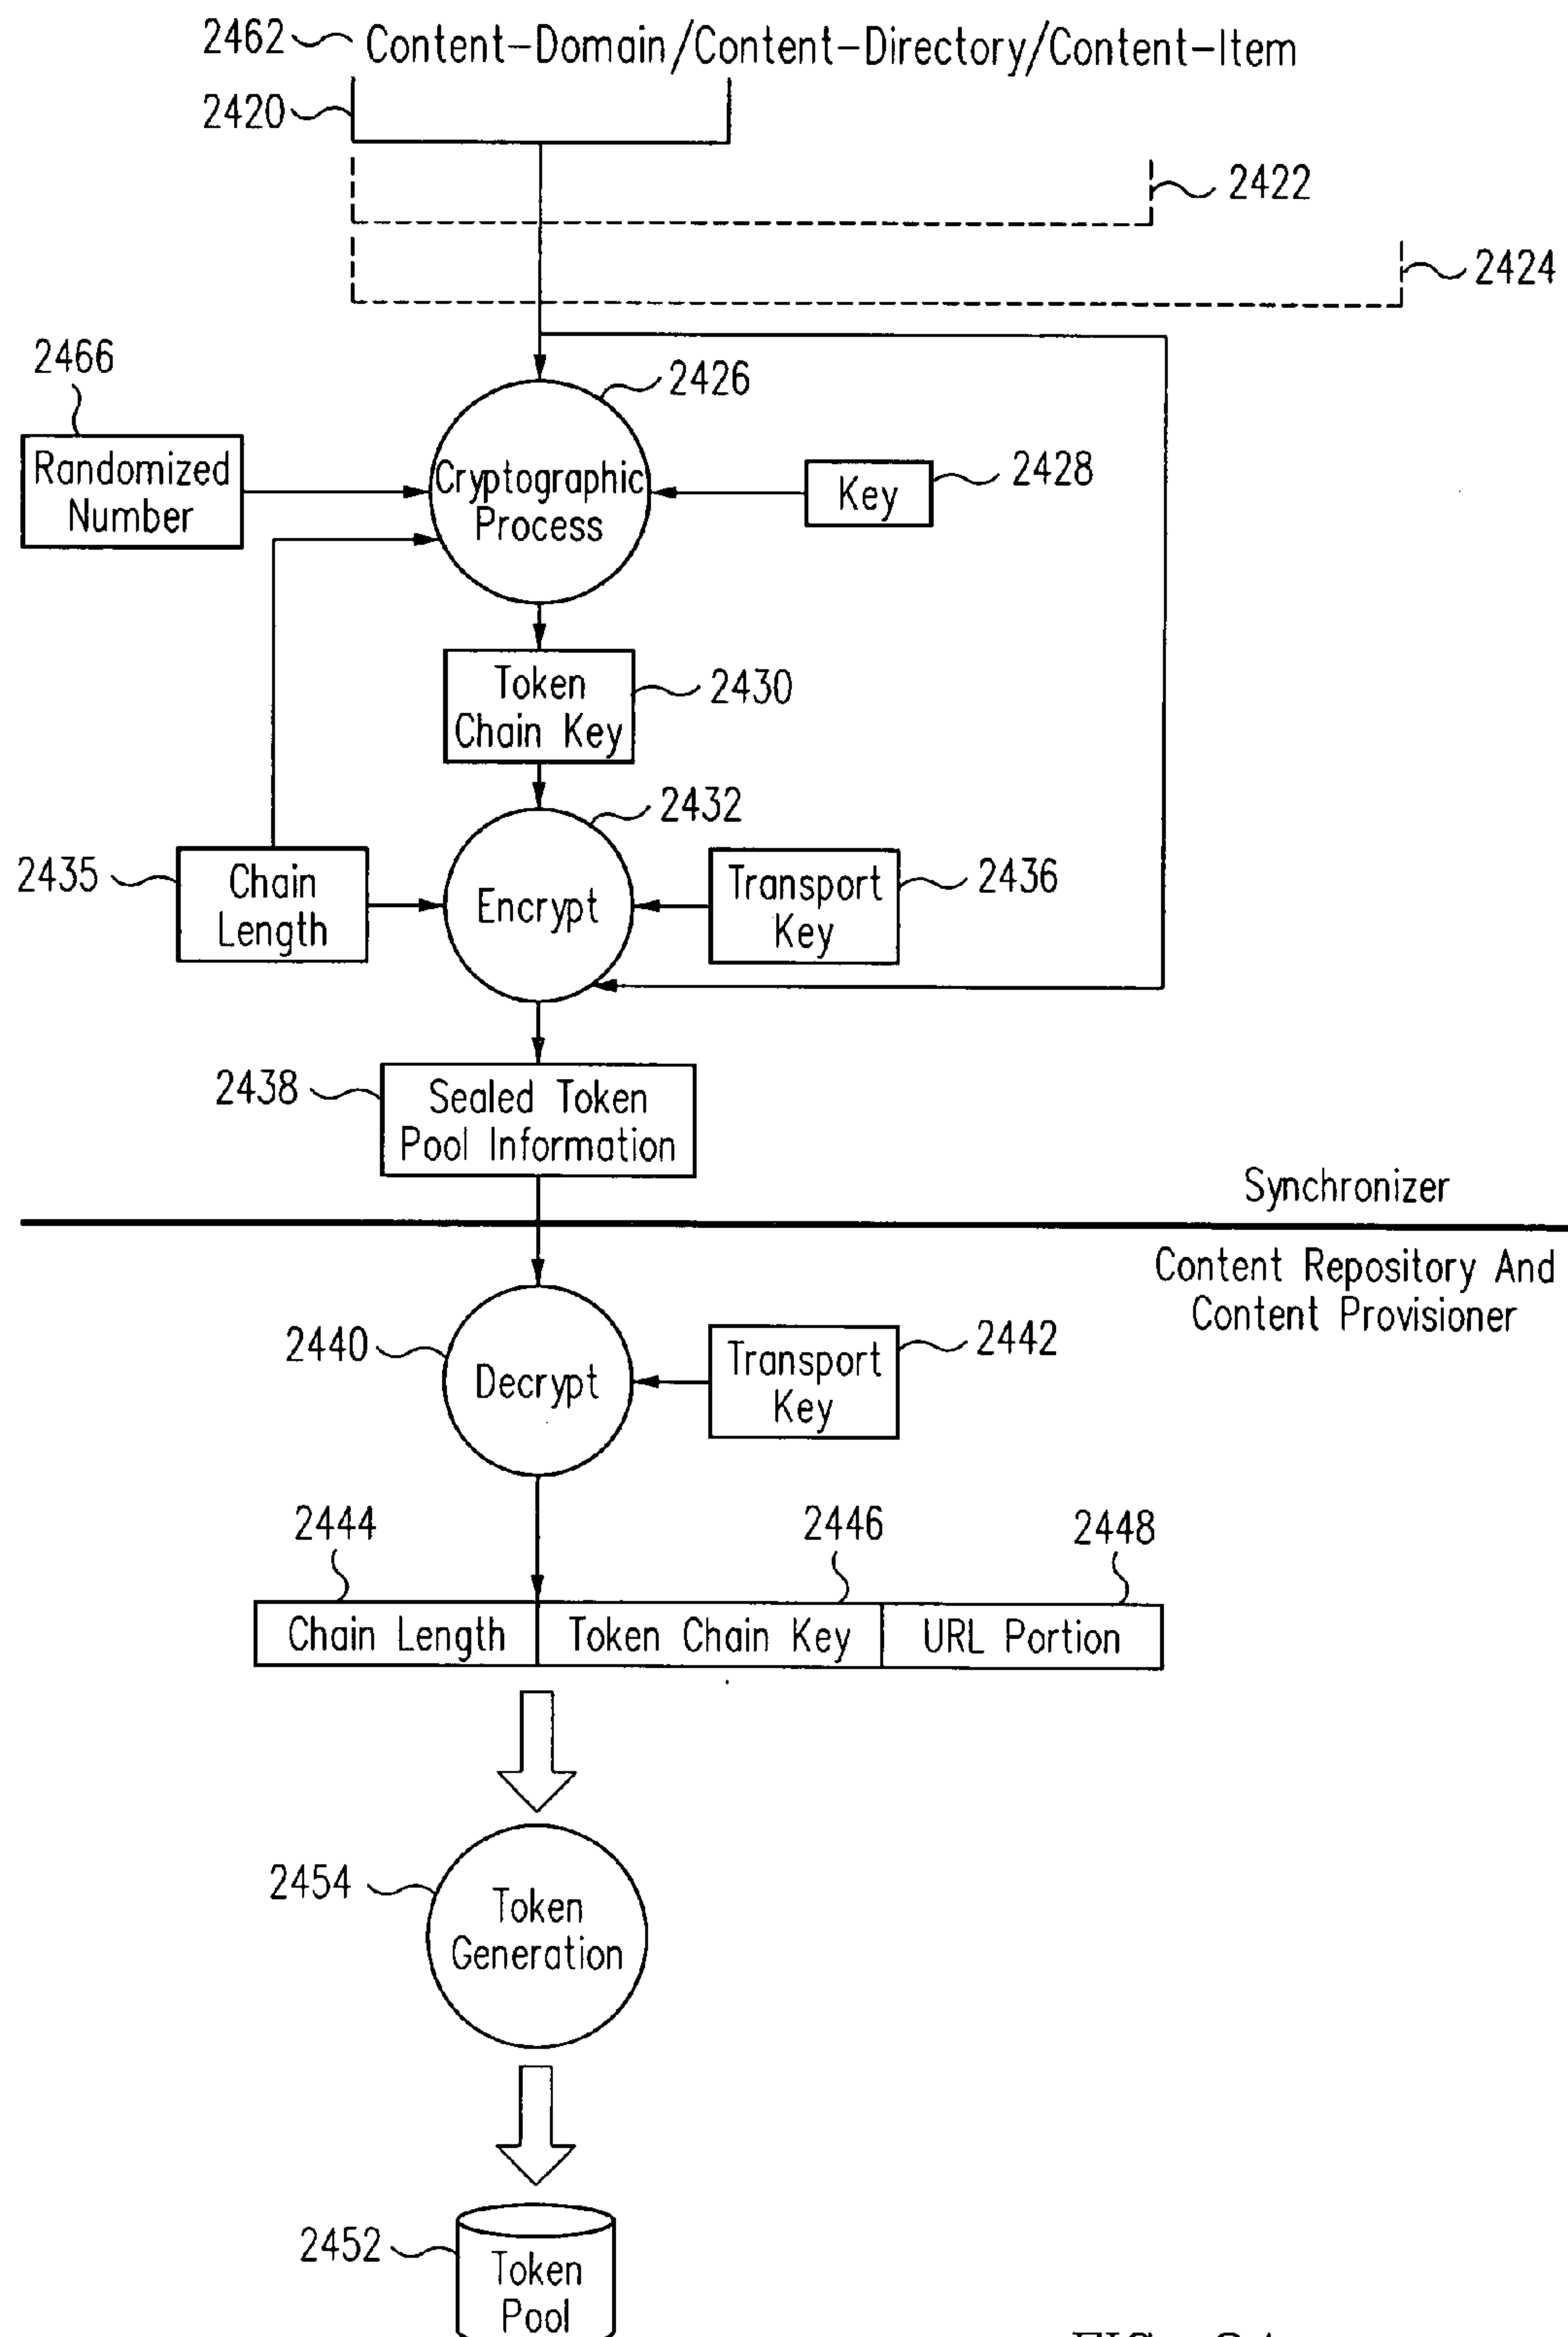 2462 Content-Domain/Content-Directory/Content-Item
2420
2422
2424
2466
2426
Randomized
Number
Cryptographic
Process
Key
2428
Token
Chain Key
2430
2432
2435
Chain
Length
Encrypt
Transport
Key
2436
2438
Sealed Token
Pool Information
Synchronizer
Content Repository And
Content Provisioner
2440
Decrypt
Transport
Key
2442
2444
2446
2448
Chain Length
Token Chain Key
URL Portion
2454
Token
Generation
2452
Token
Pool